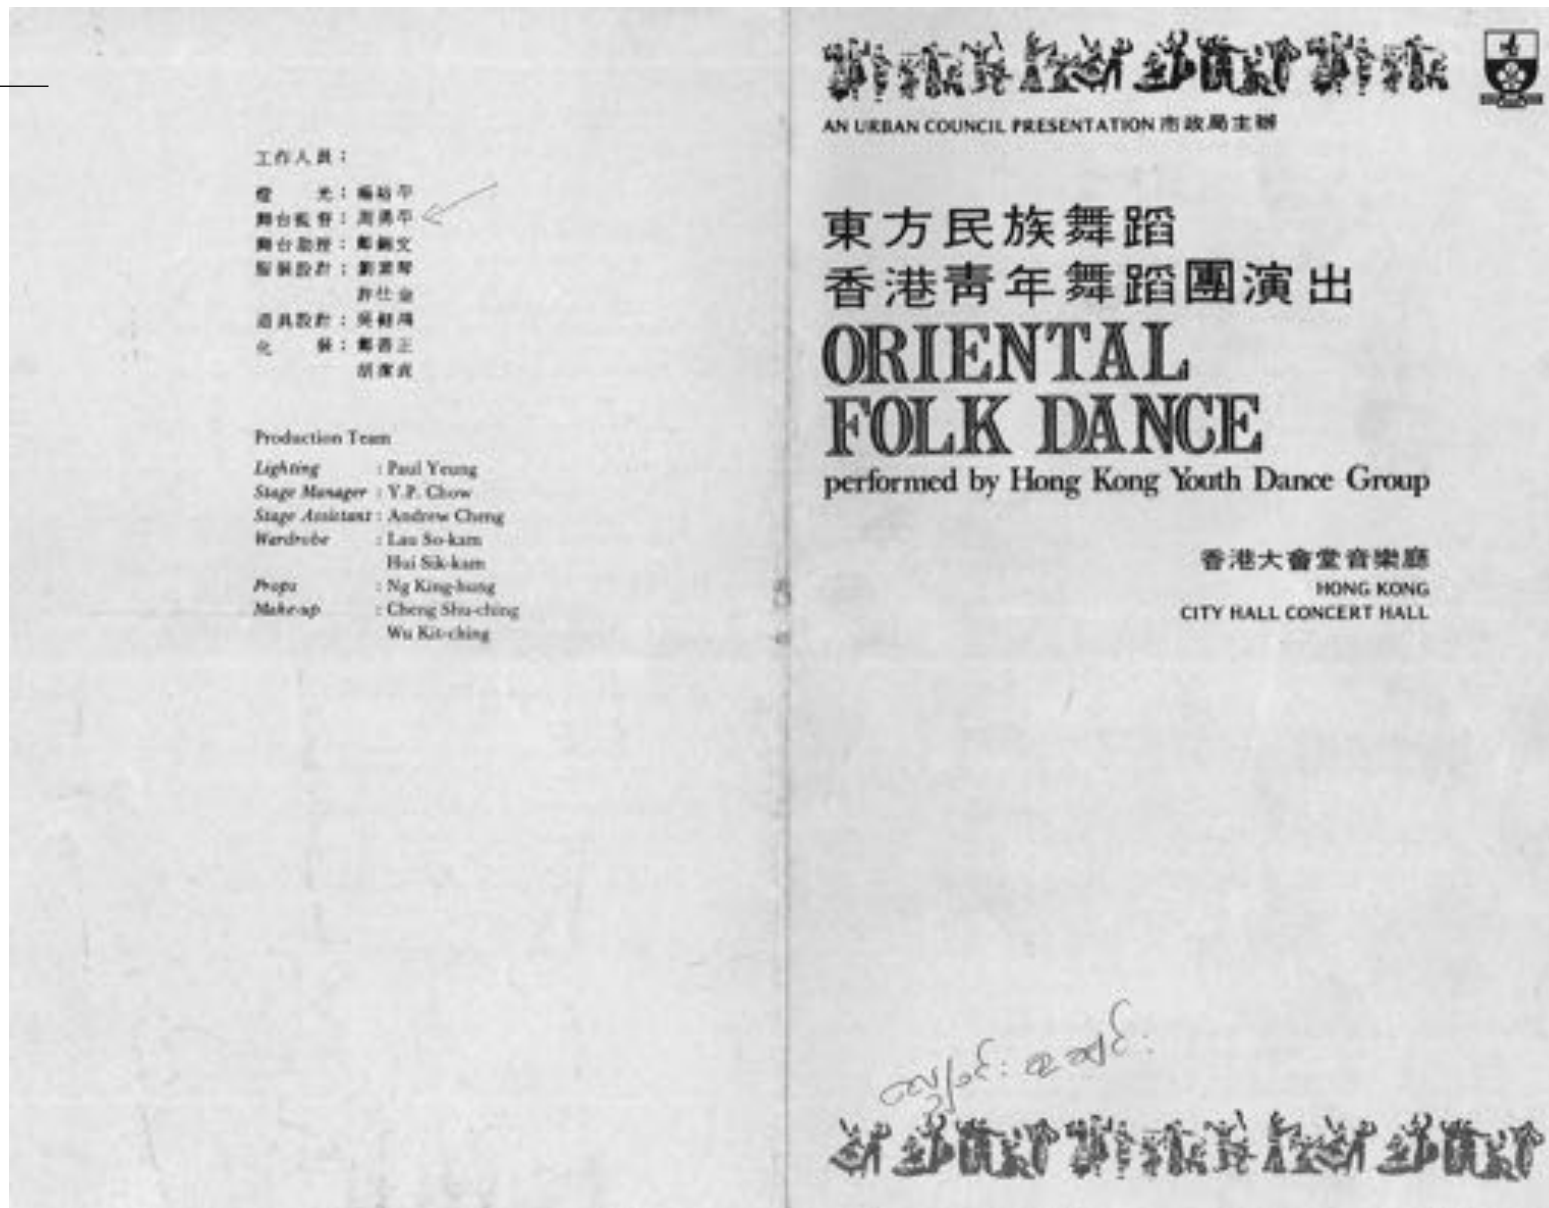 工作人員：
燈 光：楊裕平
舞台監督：周勇平
舞台助理：鄭錦文
服裝設計：劉素琴
許仕金
道具設計：吳健鴻
化 裝：鄭書正
胡潔貞
Production Team
Lighting : Paul Yeung
Stage Manager : Y.P. Chow
Stage Assistant : Andrew Cheng
Wardrobe : Lau So-kam
Hui Sik-kam
Props : Ng King-hung
Make-up : Cheng Shu-ching
Wu Kit-ching
AN URBAN COUNCIL PRESENTATION 市政局主辦
東方民族舞蹈
香港青年舞蹈團演出
ORIENTAL
FOLK DANCE
performed by Hong Kong Youth Dance Group
香港大會堂音樂廳
HONG KONG
CITY HALL CONCERT HALL